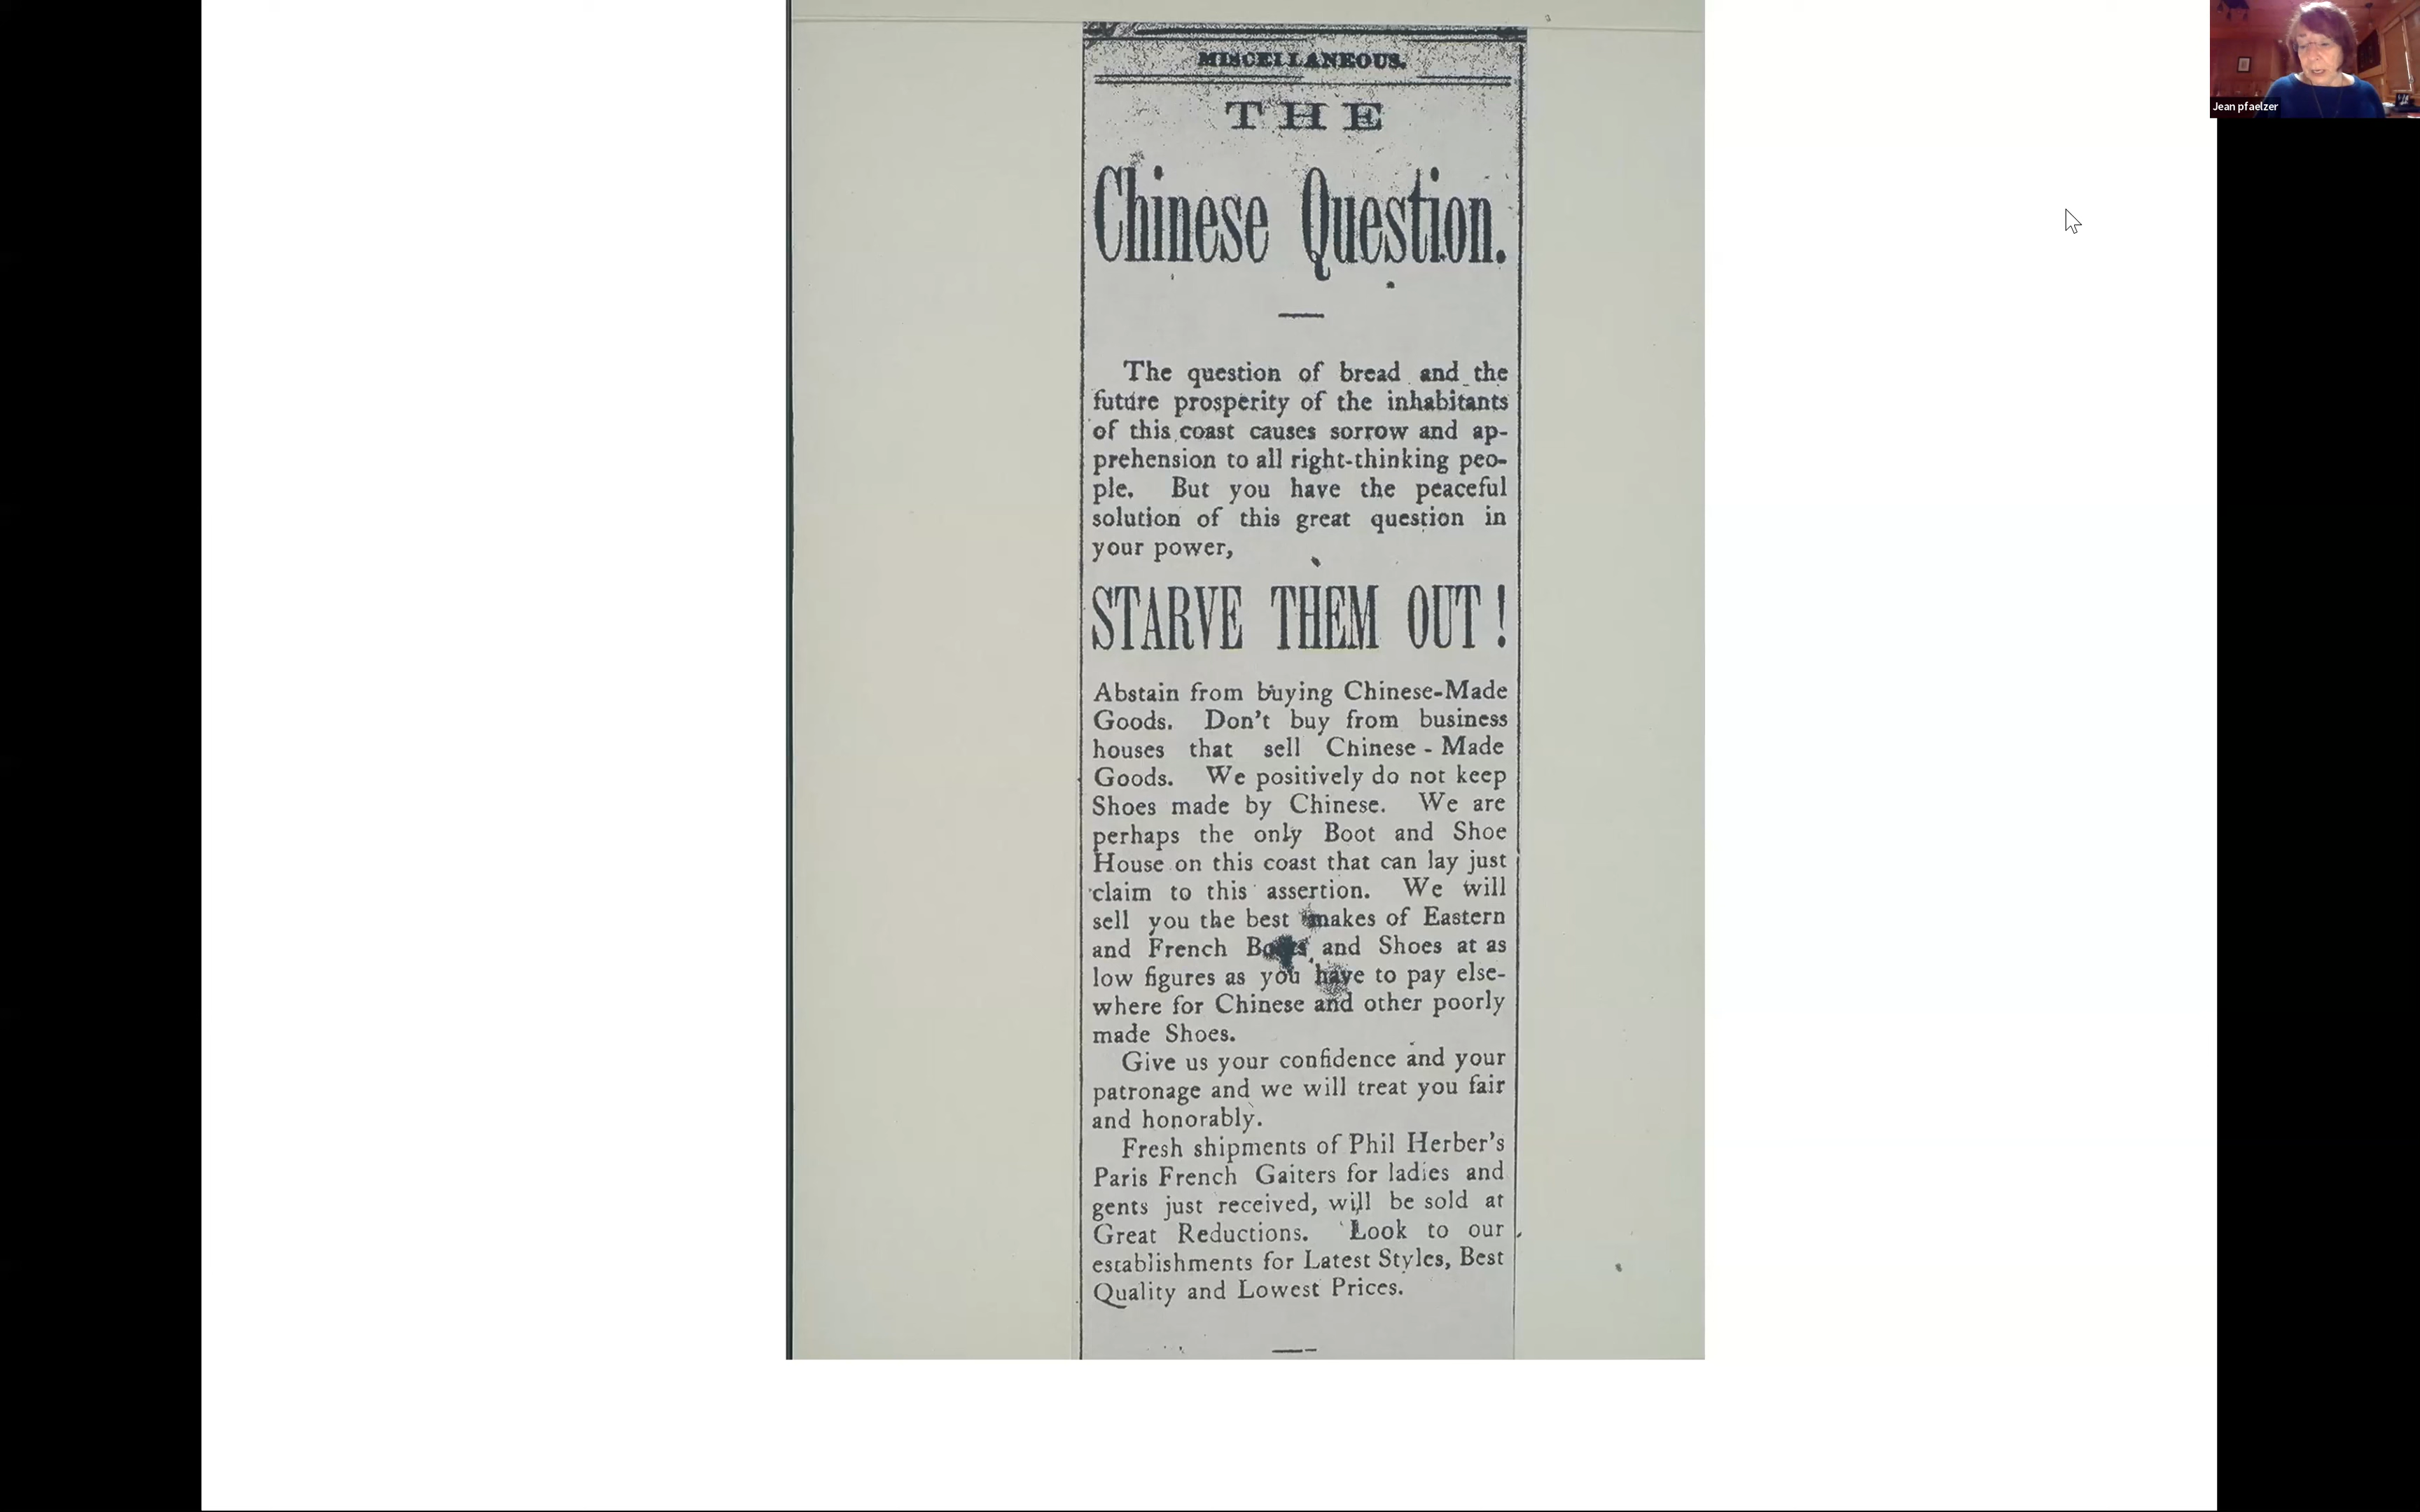 MISCELLANEOUS.
THE
Chinese Question.
The question of bread and the
future prosperity of the inhabitants
of this coast causes sorrow and ap-
prehension to all right-thinking peo-
ple. But you have the peaceful
solution of this great question in
your power,
STARVE THEM OUT!
Abstain from buying Chinese-Made
Goods. Don't buy from business
houses that sell Chinese - Made
Goods. We positively do not keep
Shoes made by Chinese. We are
perhaps the only Boot and Shoe
House on this coast that can lay just
claim to this assertion. We will
sell you the best makes of Eastern
and French Boots and Shoes at as
low figures as you have to pay else-
where for Chinese and other poorly
made Shoes.
Give us your confidence and your
patronage and we will treat you fair
and honorably.
Fresh shipments of Phil Herber's
Paris French Gaiters for ladies and
gents just received, will be sold at
Great Reductions. Look to our
establishments for Latest Styles, Best
Quality and Lowest Prices.
Jean pfaelzer